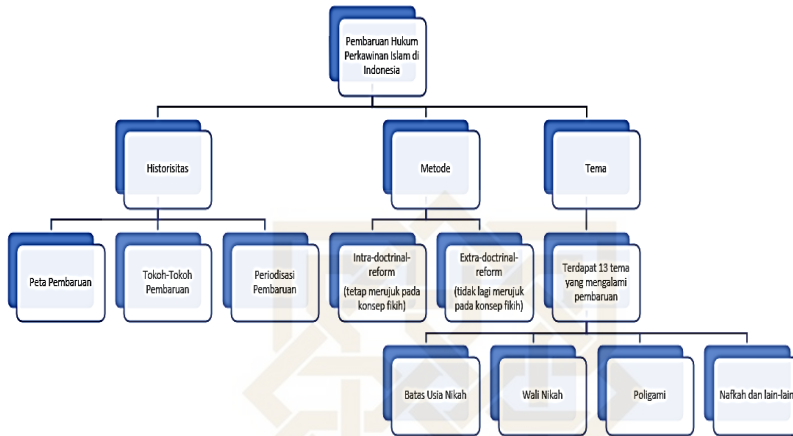 Pembaruan Hukum
Perkawinan Islam di
Indonesia
Historisitas
Metode
Tema
Peta Pembaruan
Tokoh-Tokoh
Pembaruan
Periodisasi
Pembaruan
Intra-doctrinal-
reform
(tetap merujuk pada
konsep fikih)
Extra-doctrinal-
reform
(tidak lagi merujuk
pada konsep fikih)
Terdapat 13 tema
yang mengalami
pembaruan
Batas Usia Nikah
Wali Nikah
Poligami
Nafkah dan lain-lain